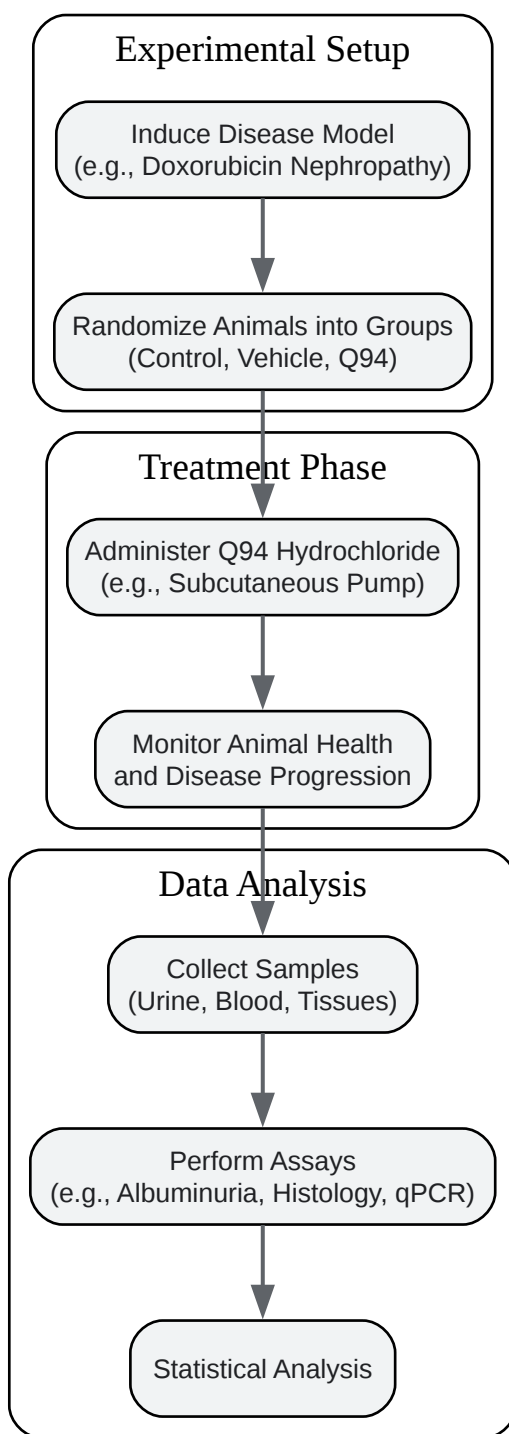 Experimental Setup
Induce Disease Model
(e.g., Doxorubicin Nephropathy)
Randomize Animals into Groups
(Control, Vehicle, Q94)
Treatment Phase
Administer Q94 Hydrochloride
(e.g., Subcutaneous Pump)
Monitor Animal Health
and Disease Progression
Data Analysis
Collect Samples
(Urine, Blood, Tissues)
Perform Assays
(e.g., Albuminuria, Histology, qPCR)
Statistical Analysis